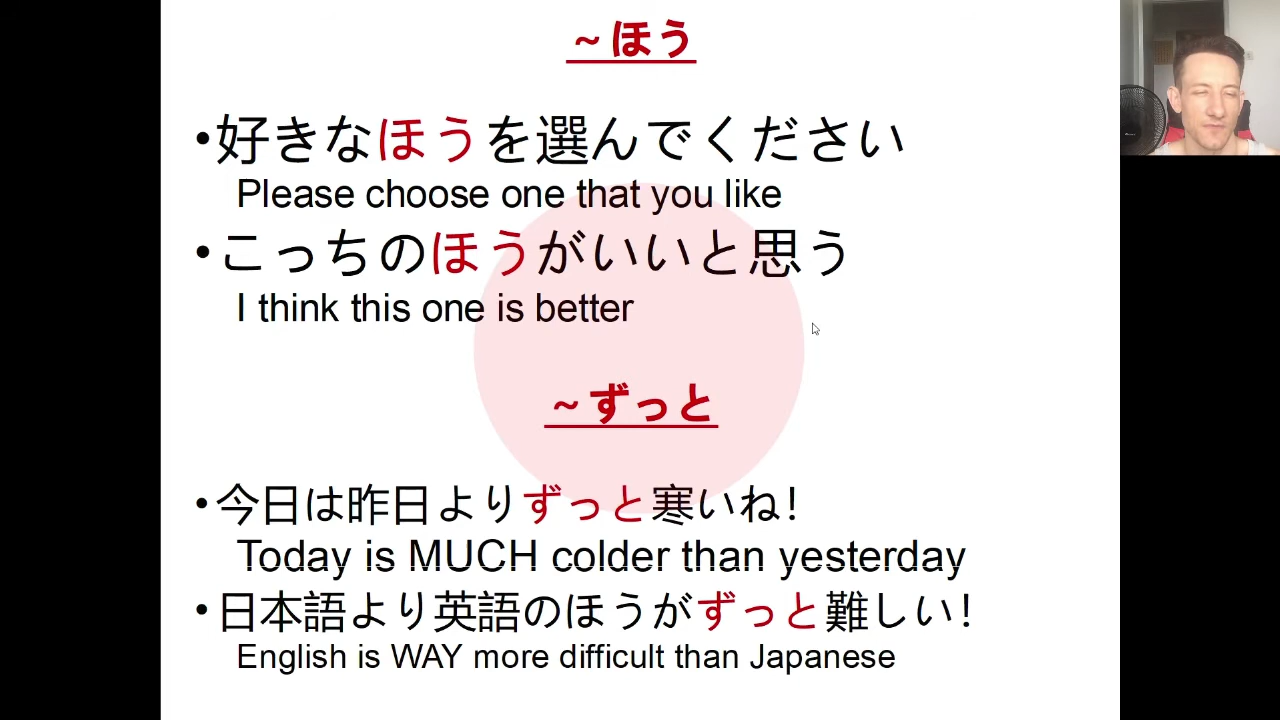 ~ほう
•好きなほうを選んでください
Please choose one that you like
•こっちのほうがいいと思う
I think this one is better
~ずっと
•今日は昨日よりずっと寒いね！
Today is MUCH colder than yesterday
•日本語より英語のほうがずっと難しい！
English is WAY more difficult than Japanese